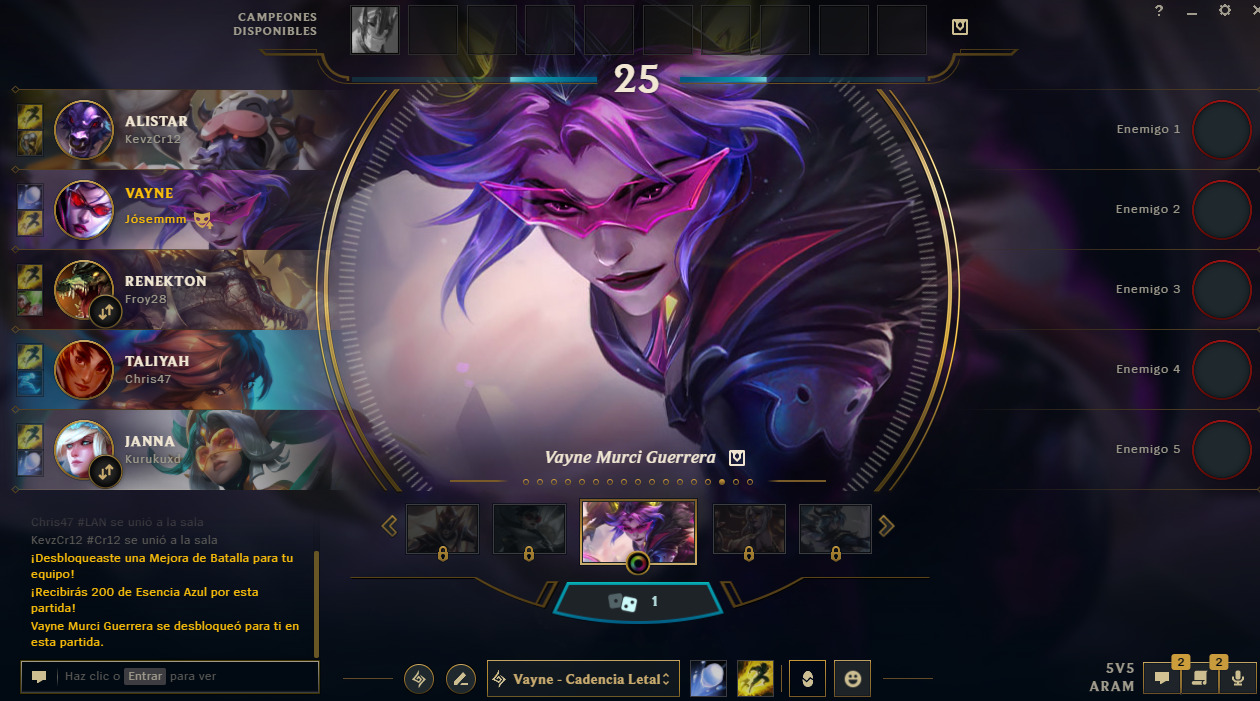 CAMPEONES
DISPONIBLES
?
25
ALISTAR
KevzCr12
VAYNE
Jósemmm
RENEKTON
Froy28
TALIYAH
Chris47
JANNA
Kurukuxd
Enemigo 1
Enemigo 2
Enemigo 3
Enemigo 4
Enemigo 5
Vayne Murci Guerrera
Chris47 #LAN se unió a la sala
KevzCr12 #Cr12 se unió a la sala
¡Desbloqueaste una Mejora de Batalla para tu
equipo!
¡Recibirás 200 de Esencia Azul por esta
partida!
Vayne Murci Guerrera se desbloqueó para ti en
esta partida.
Haz clic o Entrar para ver
1
Vayne - Cadencia Letal
5V5
ARAM
2
2